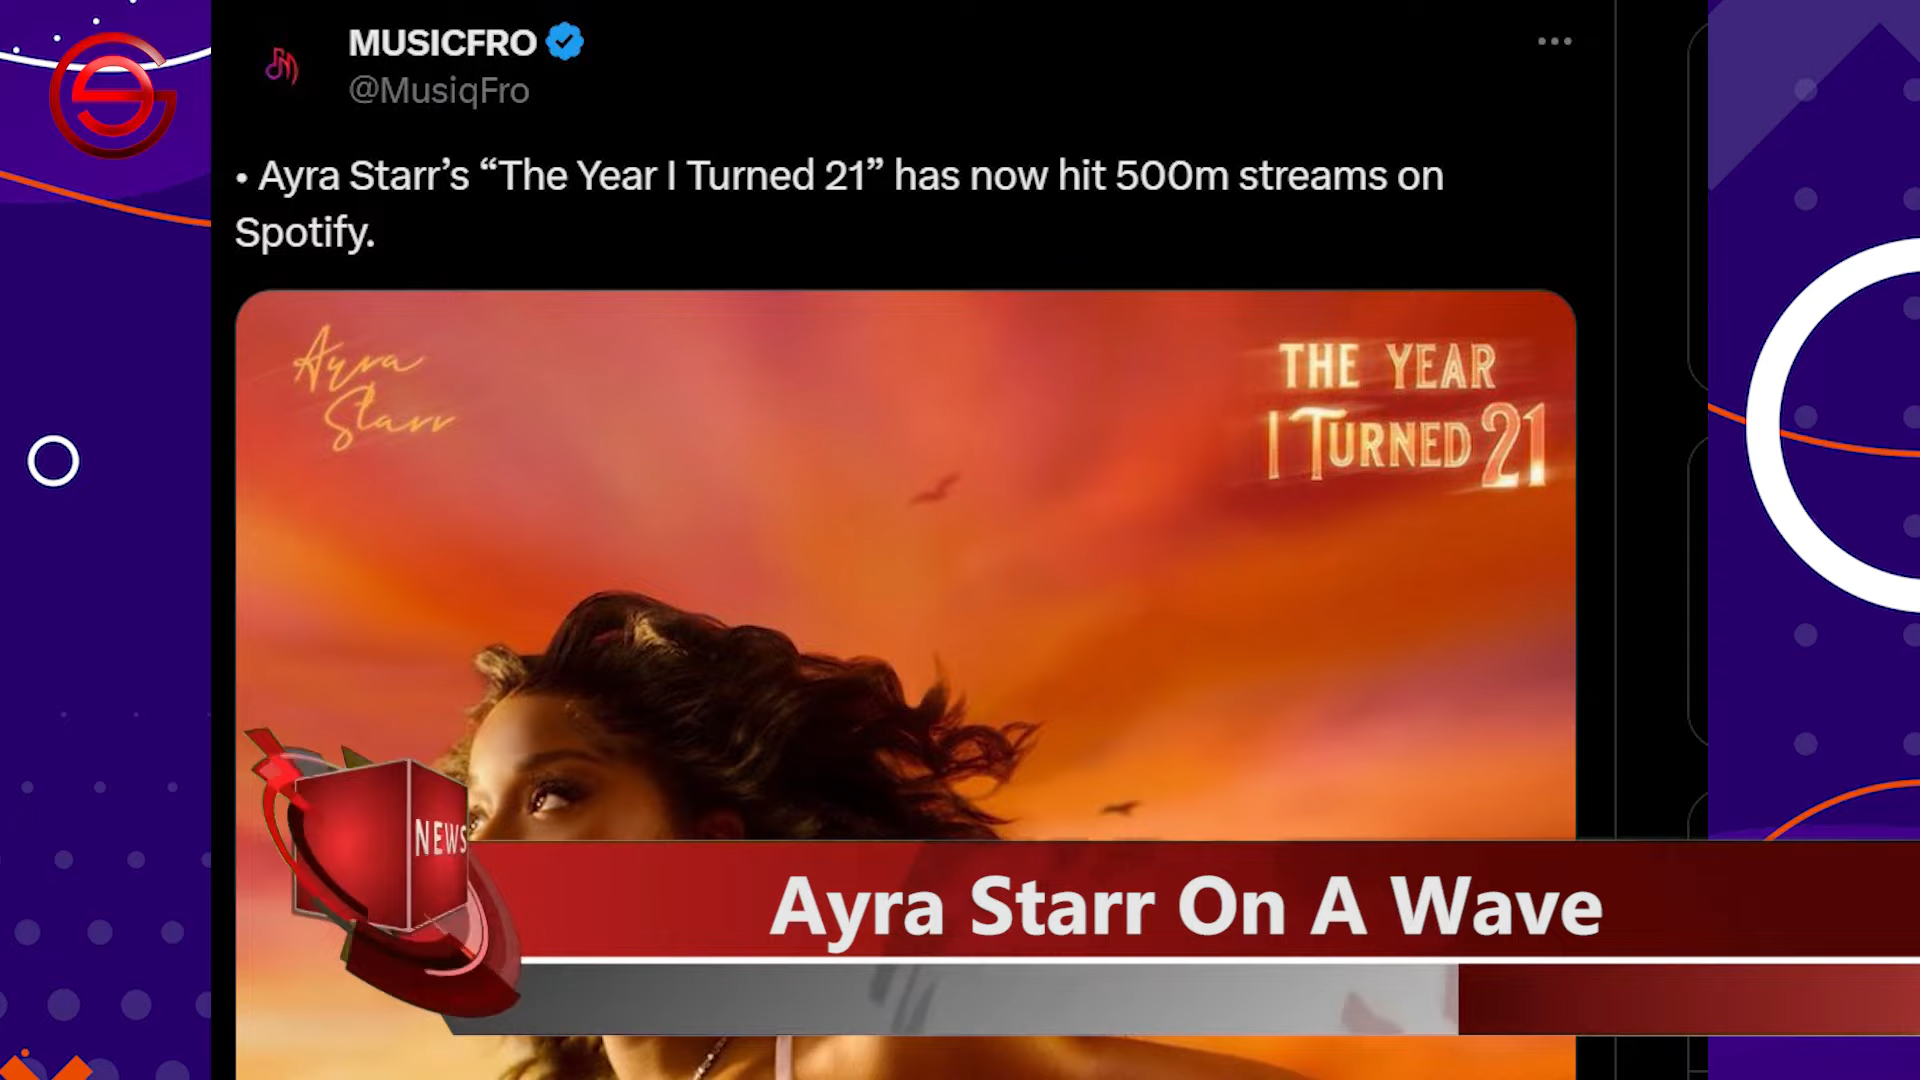 MUSICFRO
@MusiqFro
• Ayra Starr’s “The Year I Turned 21” has now hit 500m streams on
Spotify.
Ayra
Starr
THE YEAR
I TURNED 21
NEWS
Ayra Starr On A Wave